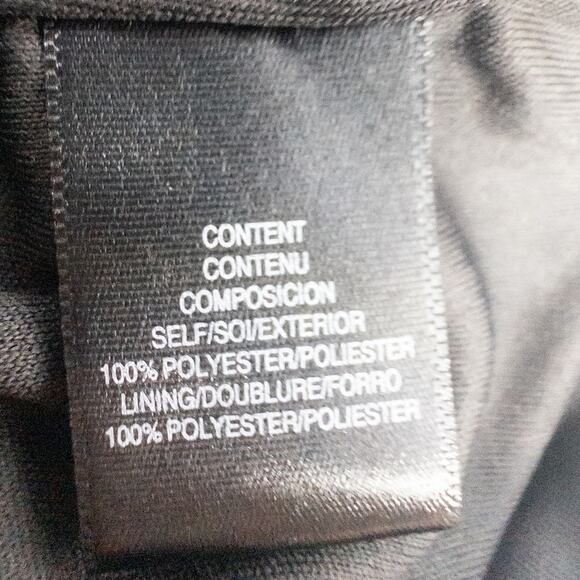 CONTENT
CONTENU
COMPOSICION
SELF/SOI/EXTERIOR
100% POLYESTER/POLIESTER
LINING/DOUBLURE/FORRO
100% POLYESTER/POLIESTER